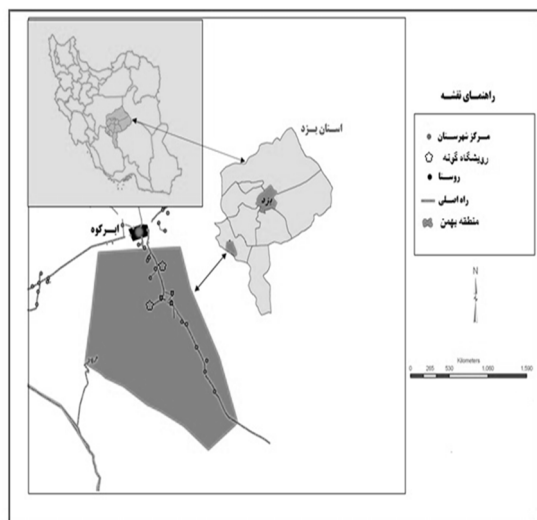 راهنمای نقشه
استان یزد
مرکز شهرستان
رویشگاه گونه
روستا
راه اصلی
منطقه بهمن
یزد
ابرکوه
N
Kilometers
0 265 530 1.060 1.590